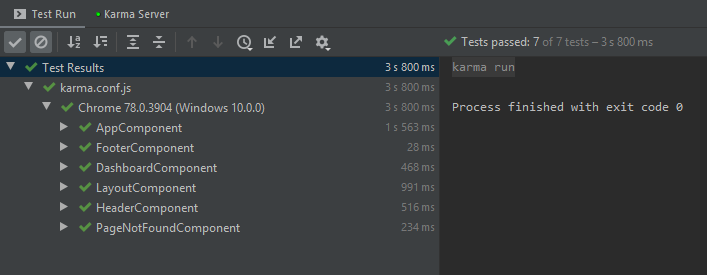 Test Run
Karma Server
Tests passed: 7 of 7 tests – 3 s 800 ms
Test Results 3 s 800 ms
karma.conf.js 3 s 800 ms
Chrome 78.0.3904 (Windows 10.0.0) 3 s 800 ms
AppComponent 1 s 563 ms
FooterComponent 28 ms
DashboardComponent 468 ms
LayoutComponent 991 ms
HeaderComponent 516 ms
PageNotFoundComponent 234 ms
karma run
Process finished with exit code 0